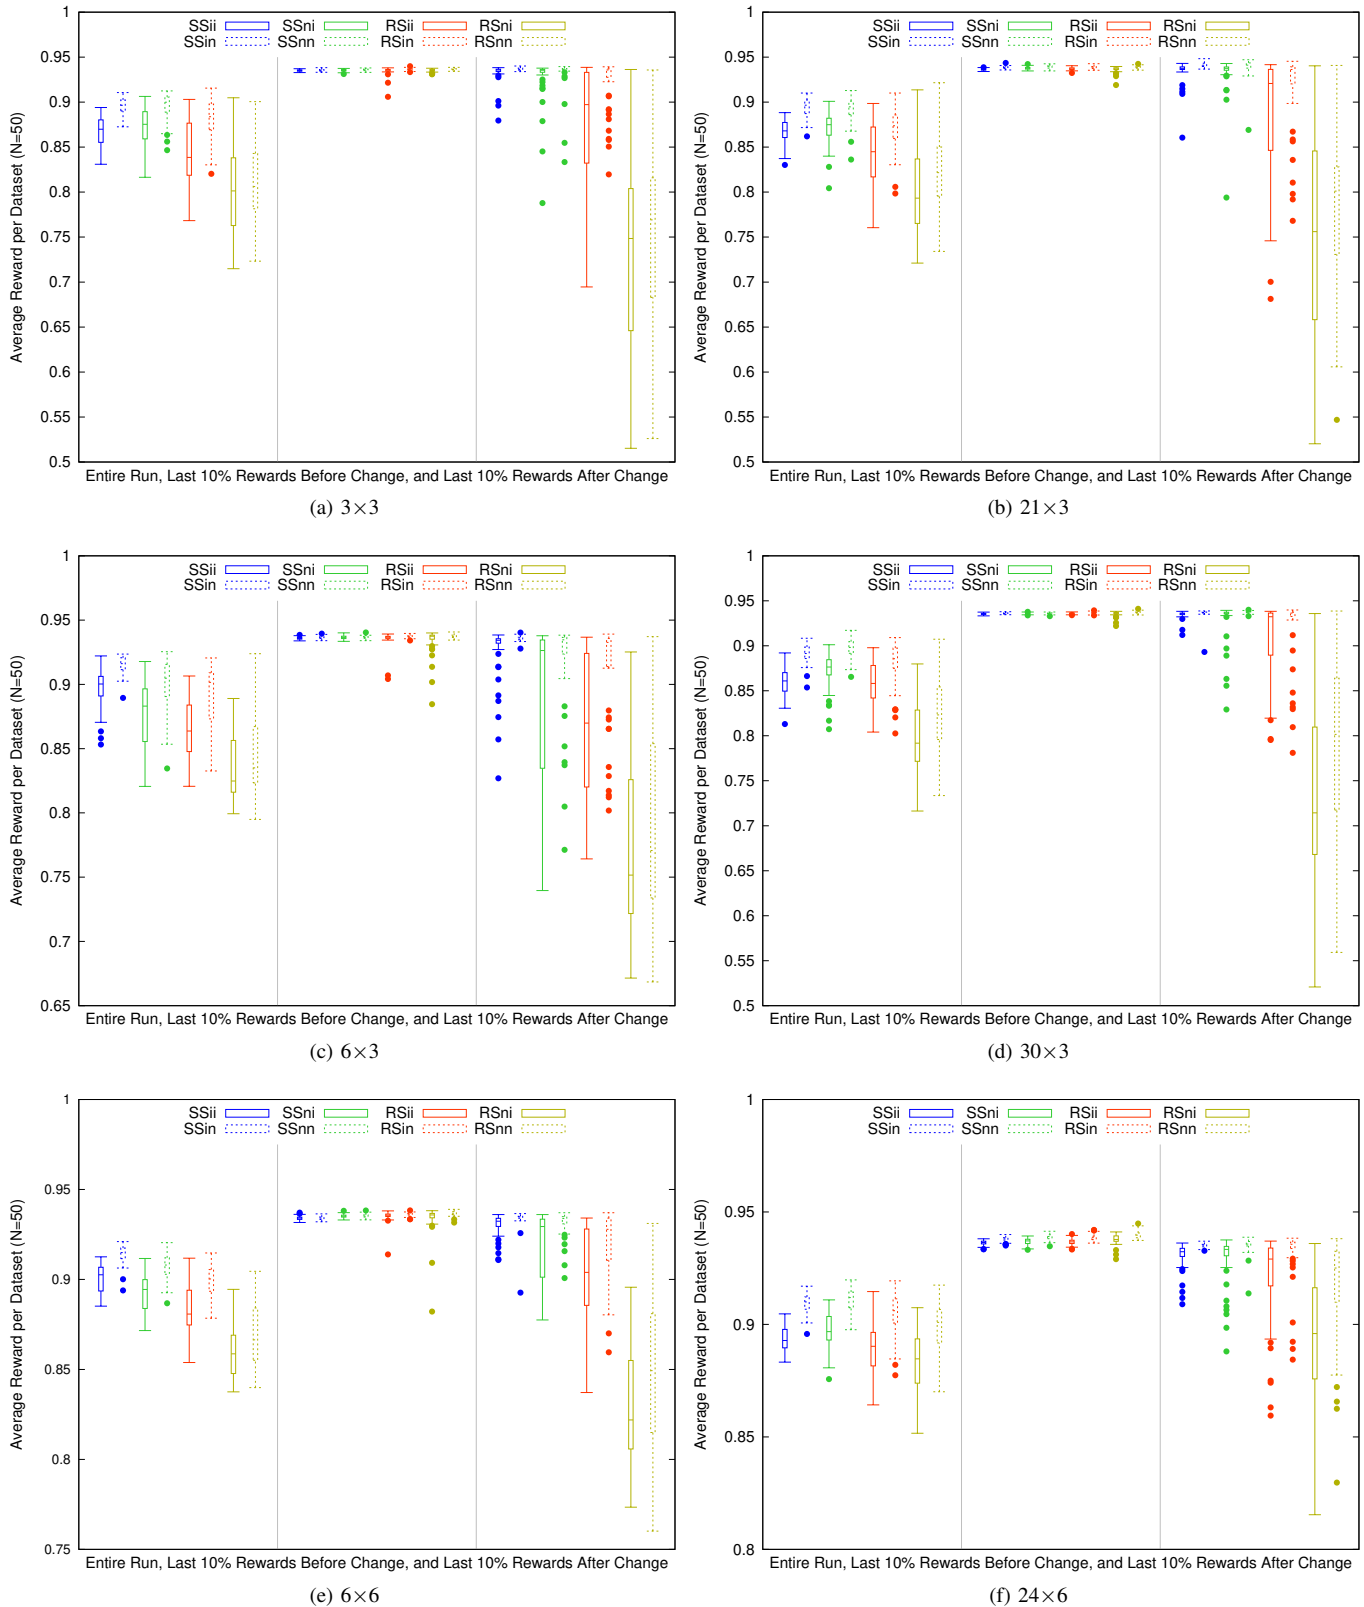 1
0.95
0.9
0.85
0.8
0.75
0.7
0.65
0.6
0.55
0.5
Average Reward per Dataset (N=50)
SSii SSni RSii RSni
SSin SSnn RSin RSnn
Entire Run, Last 10% Rewards Before Change, and Last 10% Rewards After Change
(a) 3×3
1
0.95
0.9
0.85
0.8
0.75
0.7
0.65
0.6
0.55
0.5
Average Reward per Dataset (N=50)
SSii SSni RSii RSni
SSin SSnn RSin RSnn
Entire Run, Last 10% Rewards Before Change, and Last 10% Rewards After Change
(b) 21×3
1
0.95
0.9
0.85
0.8
0.75
0.7
0.65
Average Reward per Dataset (N=50)
SSii SSni RSii RSni
SSin SSnn RSin RSnn
Entire Run, Last 10% Rewards Before Change, and Last 10% Rewards After Change
(c) 6×3
1
0.95
0.9
0.85
0.8
0.75
0.7
0.65
0.6
0.55
0.5
Average Reward per Dataset (N=50)
SSii SSni RSii RSni
SSin SSnn RSin RSnn
Entire Run, Last 10% Rewards Before Change, and Last 10% Rewards After Change
(d) 30×3
1
0.95
0.9
0.85
0.8
0.75
Average Reward per Dataset (N=50)
SSii SSni RSii RSni
SSin SSnn RSin RSnn
Entire Run, Last 10% Rewards Before Change, and Last 10% Rewards After Change
(e) 6×6
1
0.95
0.9
0.85
0.8
Average Reward per Dataset (N=50)
SSii SSni RSii RSni
SSin SSnn RSin RSnn
Entire Run, Last 10% Rewards Before Change, and Last 10% Rewards After Change
(f) 24×6